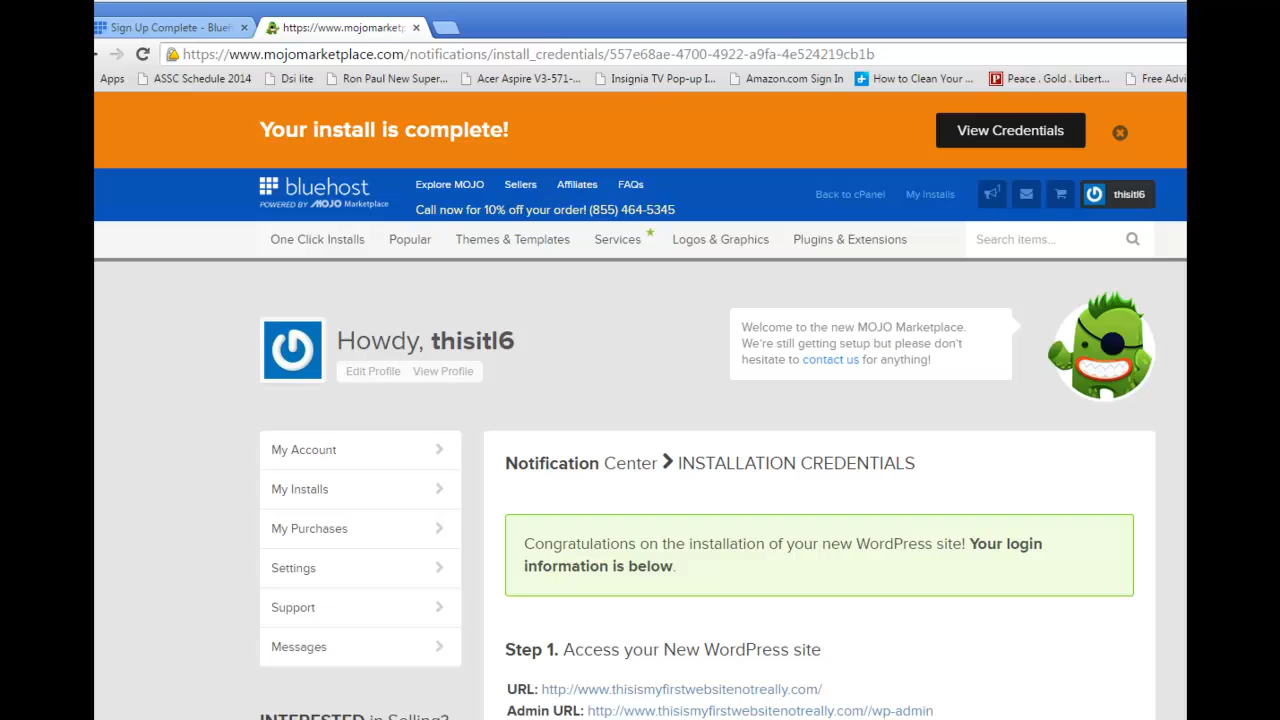 Sign Up Complete - Blueh
https://www.mojomarketp
https://www.mojomarketplace.com/notifications/install_credentials/557e68ae-4700-4922-a9fa-4e524219cb1b
Apps ASSC Schedule 2014 Dsi lite Ron Paul New Super... Acer Aspire V3-571-... Insignia TV Pop-up I... Amazon.com Sign In How to Clean Your ... Peace . Gold . Libert... Free Advi
Your install is complete!
View Credentials
bluehost
POWERED BY MOJO Marketplace
Explore MOJO Sellers Affiliates FAQs
Call now for 10% off your order! (855) 464-5345
Back to cPanel My Installs 1 thisitl6
One Click Installs Popular Themes & Templates Services Logos & Graphics Plugins & Extensions Search items...
Howdy, thisitl6
Edit Profile View Profile
Welcome to the new MOJO Marketplace.
We're still getting setup but please don't
hesitate to contact us for anything!
My Account
My Installs
My Purchases
Settings
Support
Messages
INTERESTED in Selling?
Notification Center > INSTALLATION CREDENTIALS
Congratulations on the installation of your new WordPress site! Your login
information is below.
Step 1. Access your New WordPress site
URL: http://www.thisismyfirstwebsitenotreally.com/
Admin URL: http://www.thisismyfirstwebsitenotreally.com//wp-admin